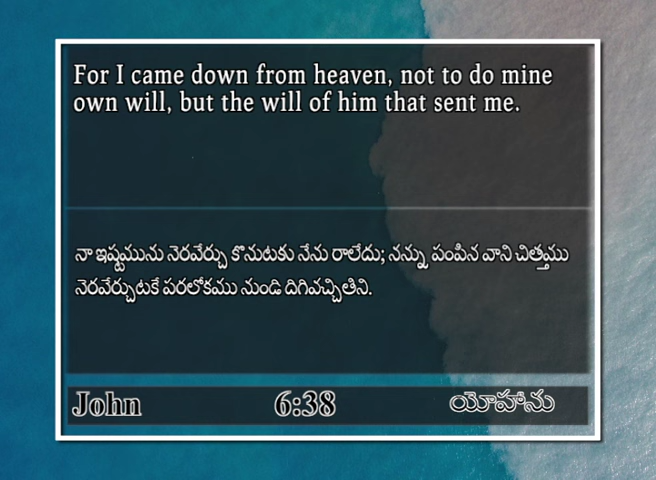 For I came down from heaven, not to do mine
own will, but the will of him that sent me.
నా ఇష్టమును నెరవేర్చు కొనుటకు నేను రాలేదు; నన్ను పంపిన వాని చిత్తము
నెరవేర్చుటకే పరలోకము నుండి దిగివచ్చితిని.
John 6:38 యోహాను